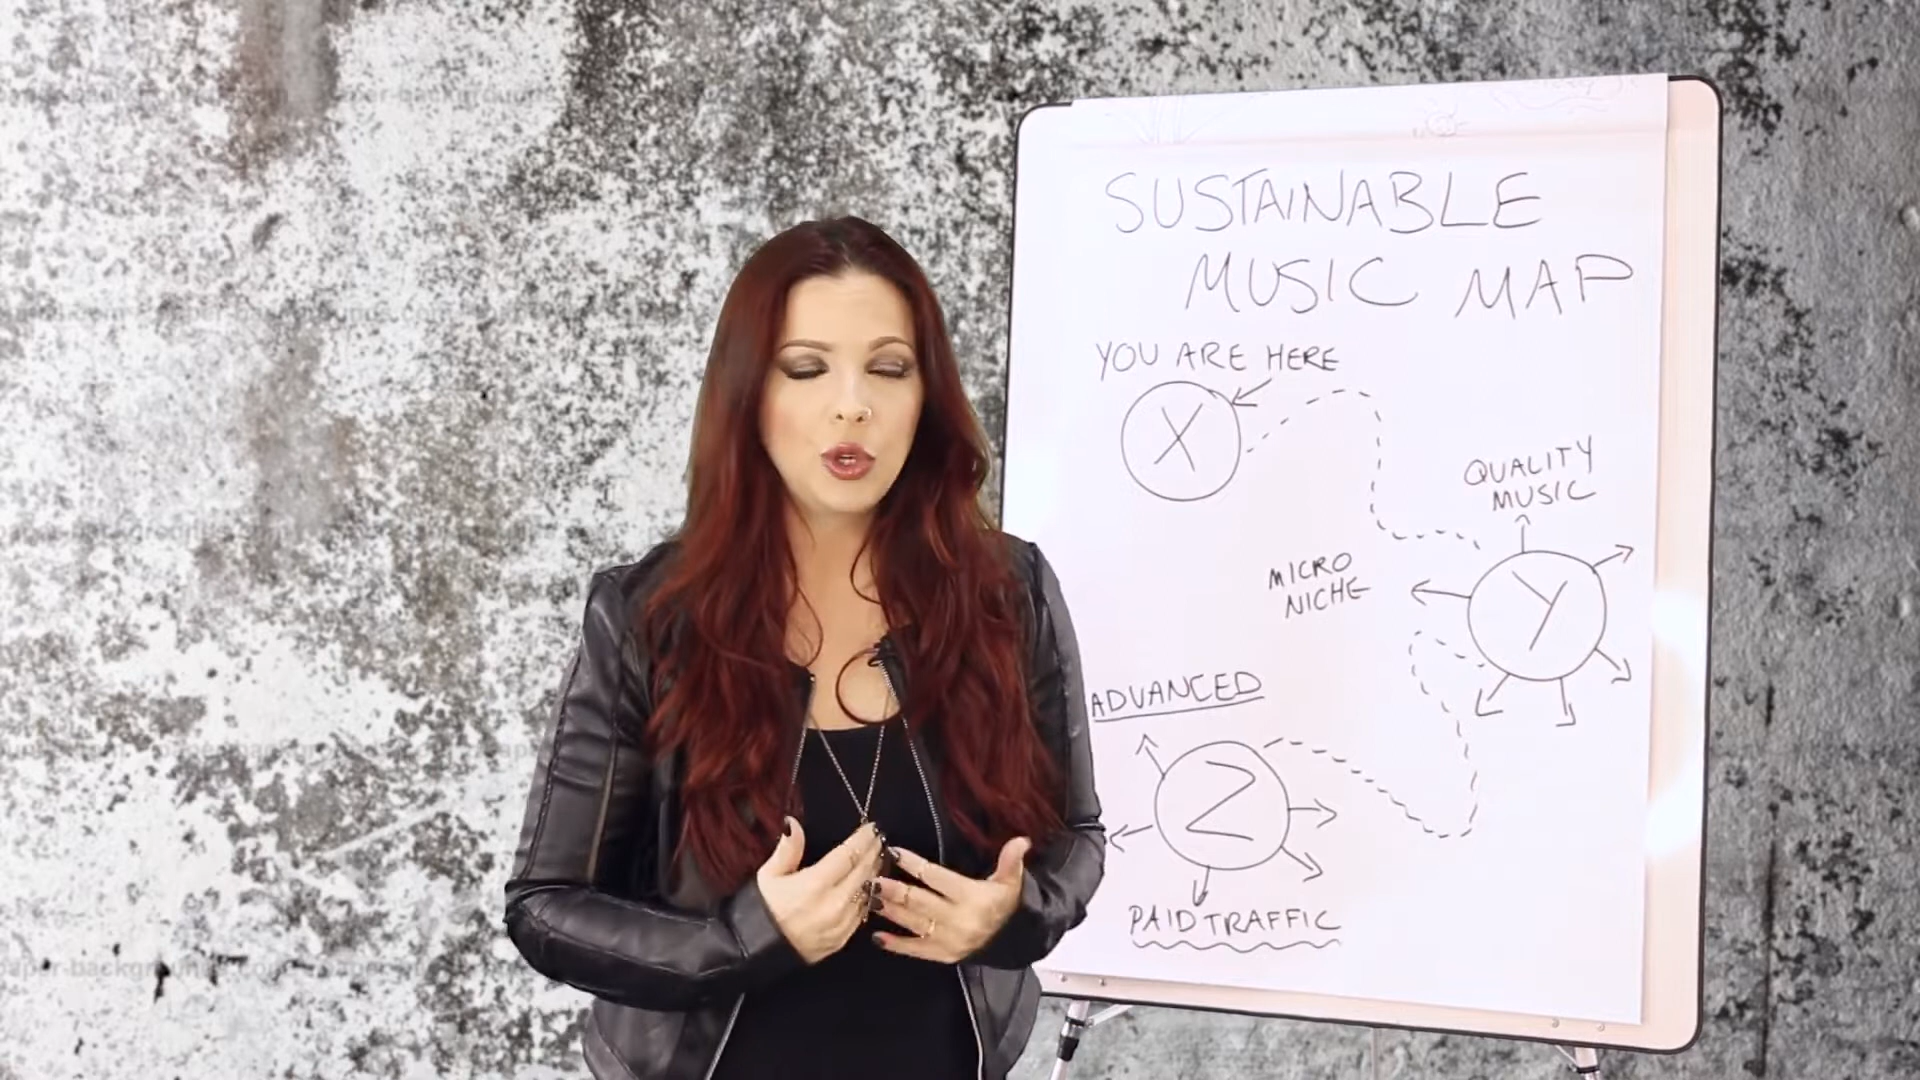 SUSTAINABLE
MUSIC MAP
YOU ARE HERE
X
QUALITY
MUSIC
MICRO
NICHE
Y
ADVANCED
Z
PAID TRAFFIC